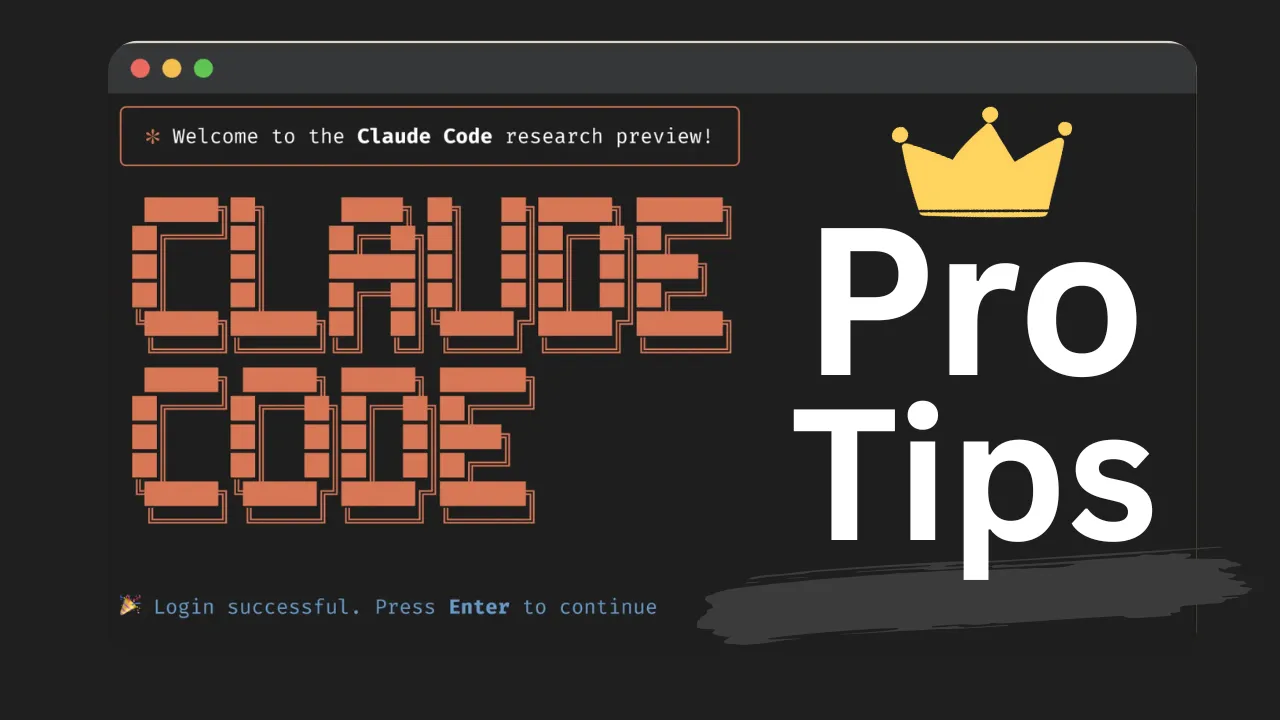 ✻ Welcome to the Claude Code research preview!
CLAUDE
CODE
🎉 Login successful. Press Enter to continue
Pro
Tips